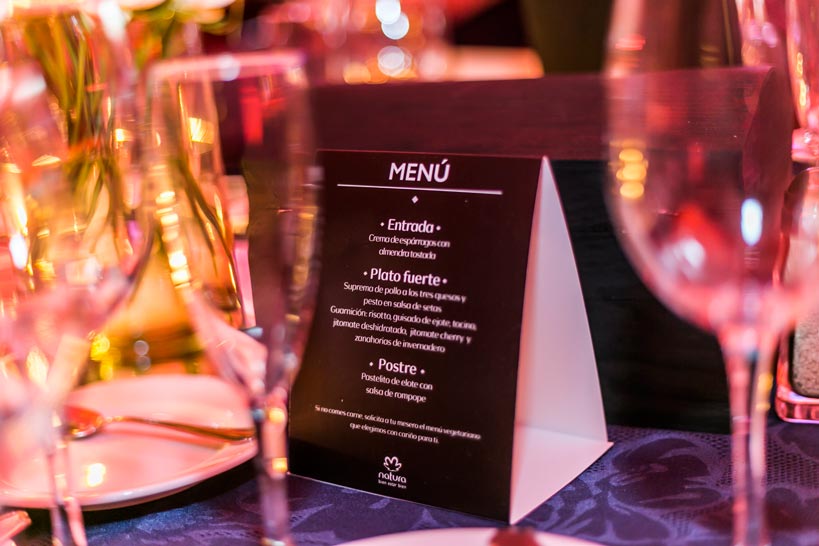 MENÚ
• Entrada •
Crema de espárragos con
almendra tostada
• Plato fuerte •
Suprema de pollo a los tres quesos y
pesto en salsa de setas
Guarnición: risotto, guisado de ejote, tocino,
jitomate deshidratado, jitomate cherry y
zanahorias de invernadero
• Postre •
Pastelito de elote con
salsa de rompope
Si no comes carne, solicita a tu mesero el menú vegetariano
que elegimos con cariño para ti.
natura
bien estar bien